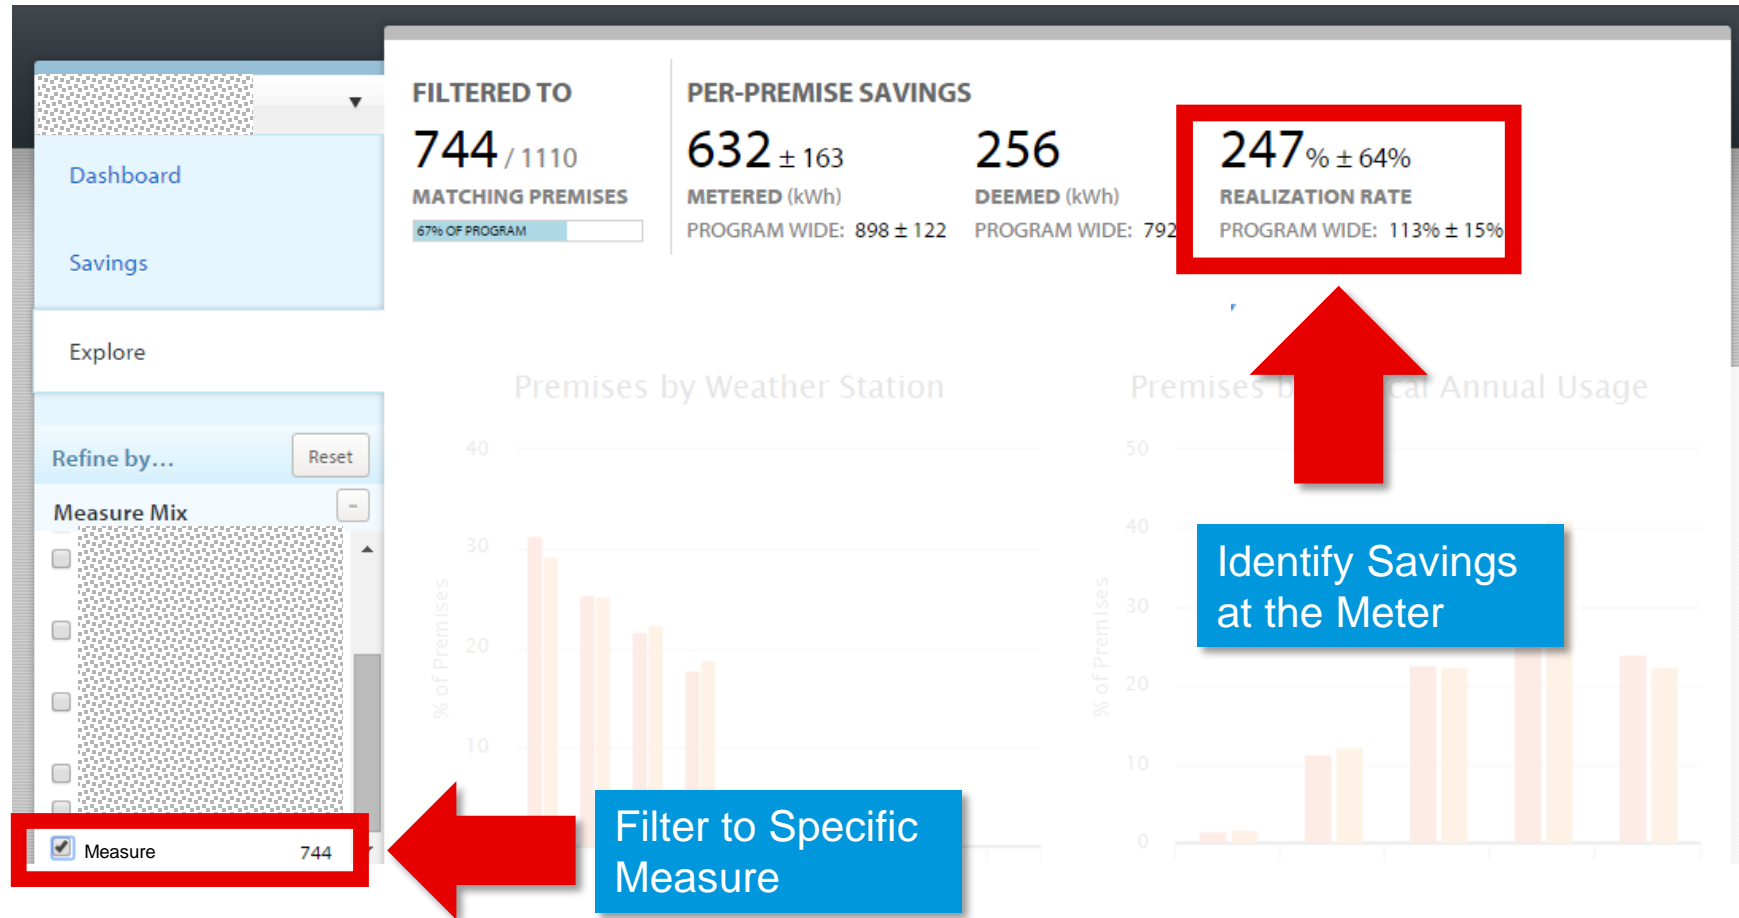 Dashboard
Savings
Explore
Refine by...
Reset
Measure Mix
-
Measure 744
FILTERED TO
744 / 1110
MATCHING PREMISES
67% OF PROGRAM
PER-PREMISE SAVINGS
632 ± 163
METERED (kWh)
PROGRAM WIDE: 898 ± 122
256
DEEMED (kWh)
PROGRAM WIDE: 792
247% ± 64%
REALIZATION RATE
PROGRAM WIDE: 113% ± 15%
Premises by Weather Station
% of Premises
40
30
20
10
Premises
Annual Usage
% of Premises
50
40
30
20
10
0
Identify Savings
at the Meter
Filter to Specific
Measure